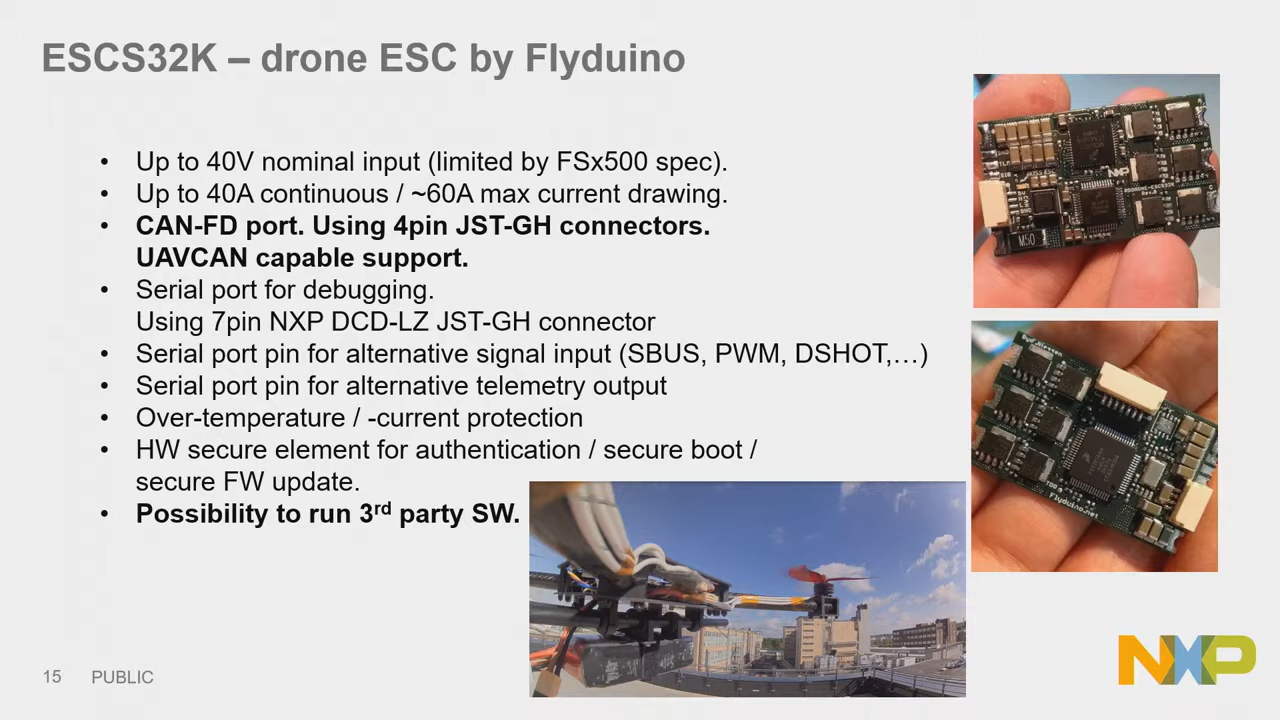 ESCS32K – drone ESC by Flyduino
• Up to 40V nominal input (limited by FSx500 spec).
• Up to 40A continuous / ~60A max current drawing.
• CAN-FD port. Using 4pin JST-GH connectors.
UAVCAN capable support.
• Serial port for debugging.
Using 7pin NXP DCD-LZ JST-GH connector
• Serial port pin for alternative signal input (SBUS, PWM, DSHOT,…)
• Serial port pin for alternative telemetry output
• Over-temperature / -current protection
• HW secure element for authentication / secure boot /
secure FW update.
• Possibility to run 3rd party SW.
NXP
M50
Flyduino.net
15 PUBLIC
NXP